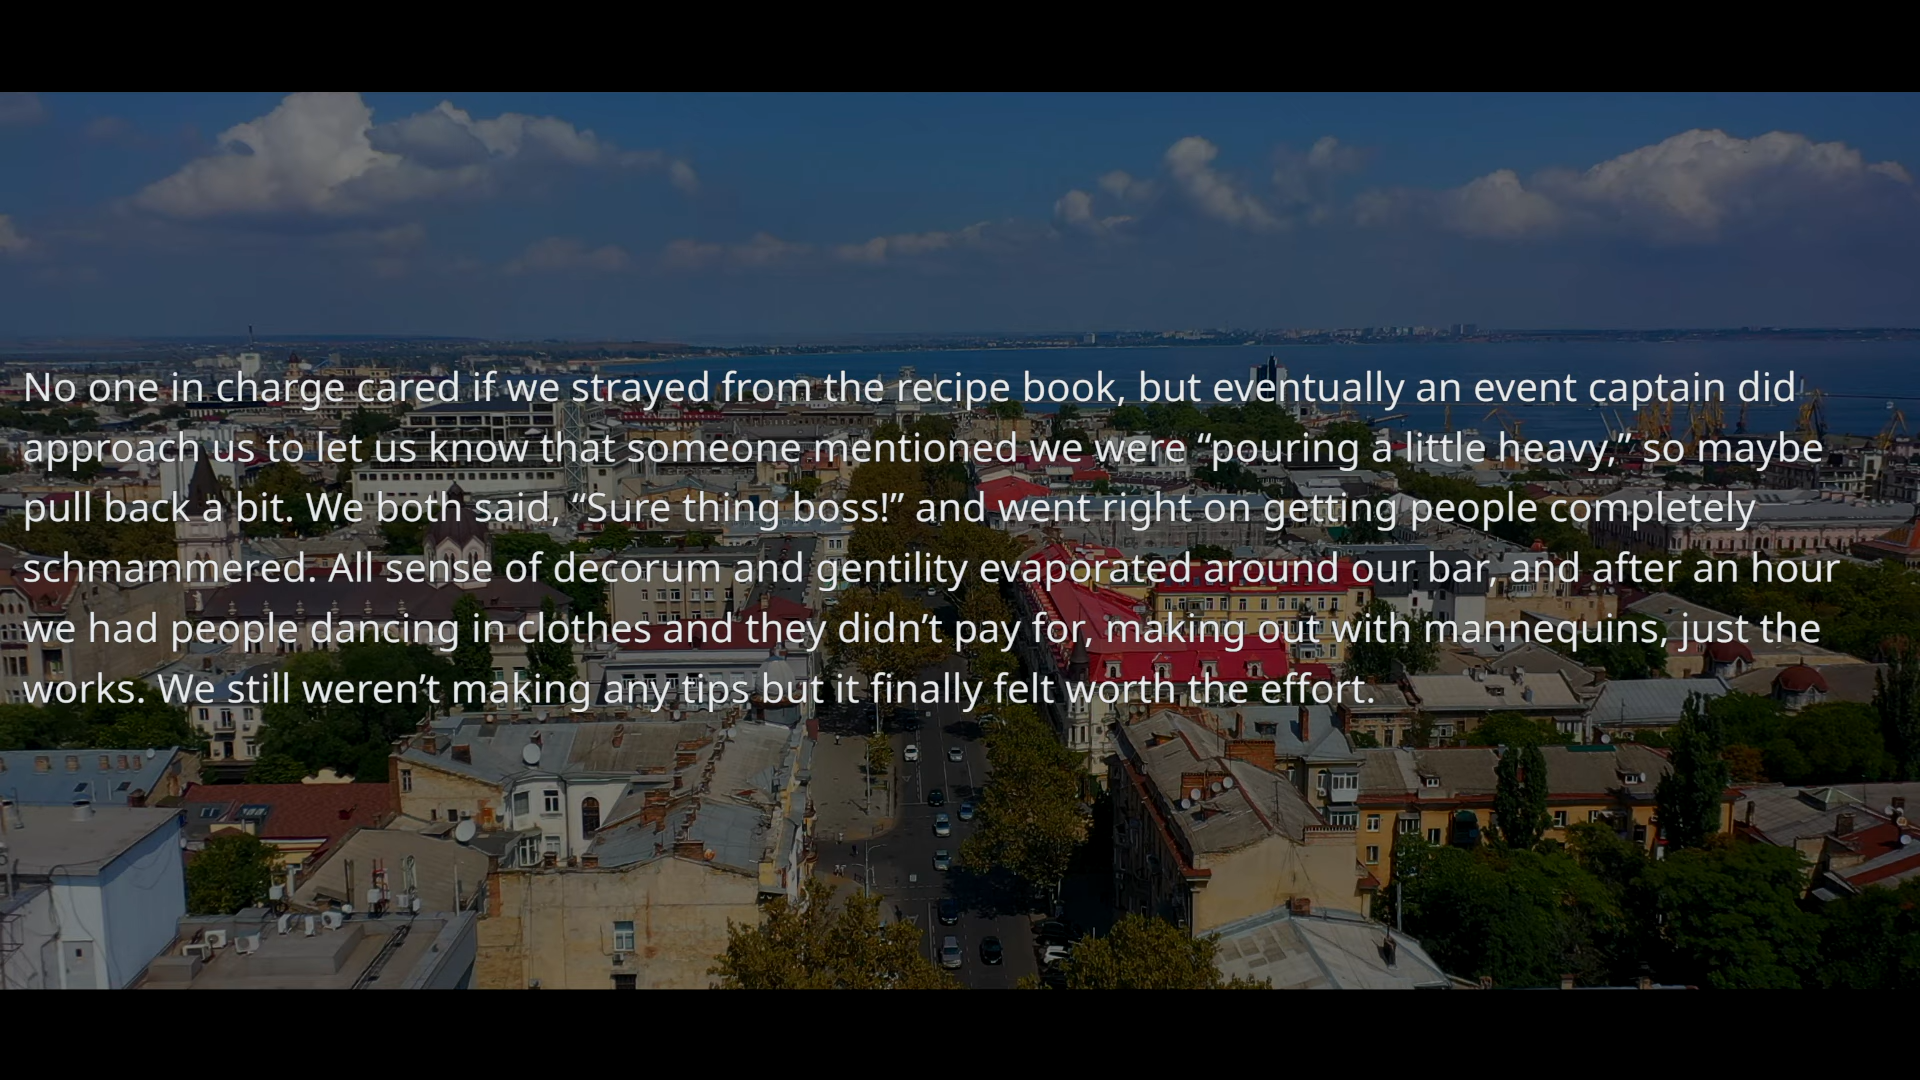 No one in charge cared if we strayed from the recipe book, but eventually an event captain did
approach us to let us know that someone mentioned we were “pouring a little heavy,” so maybe
pull back a bit. We both said, “Sure thing boss!” and went right on getting people completely
schmammered. All sense of decorum and gentility evaporated around our bar, and after an hour
we had people dancing in clothes and they didn’t pay for, making out with mannequins, just the
works. We still weren’t making any tips but it finally felt worth the effort.